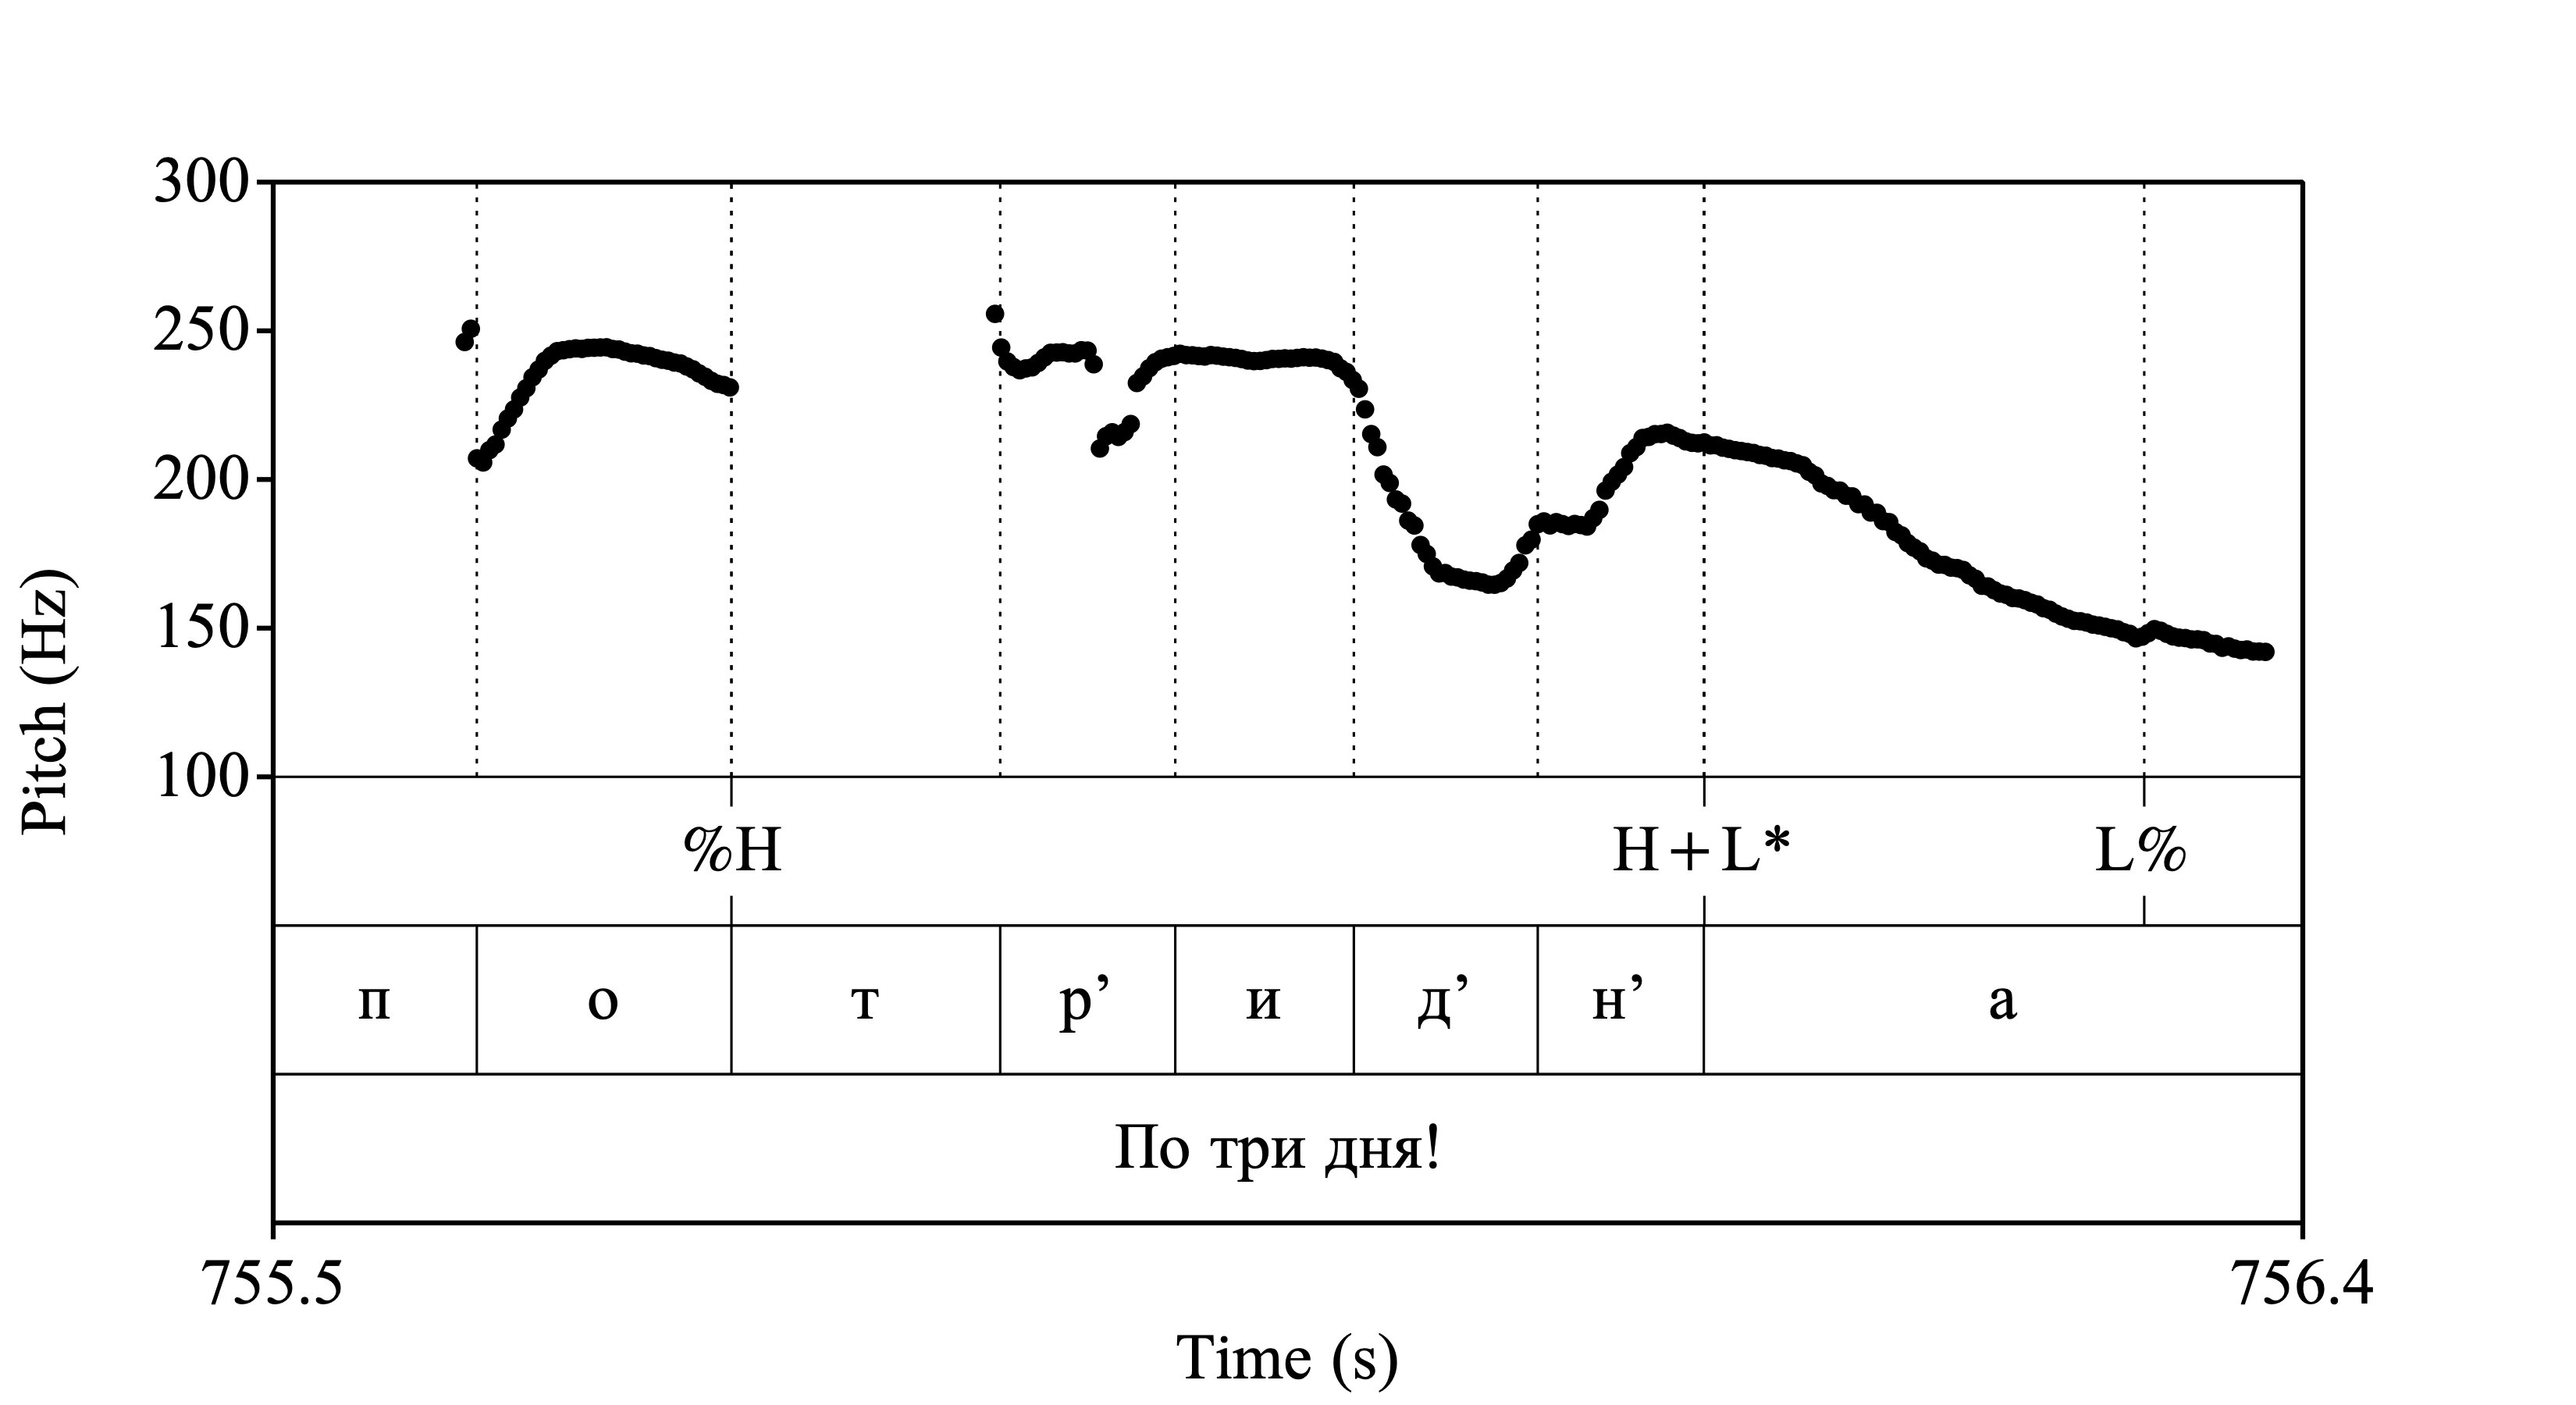 300
250
200
150
100
Pitch (Hz)
%H H+L* L%
п о т р’ и д’ н’ а
По три дня!
755.5 756.4
Time (s)